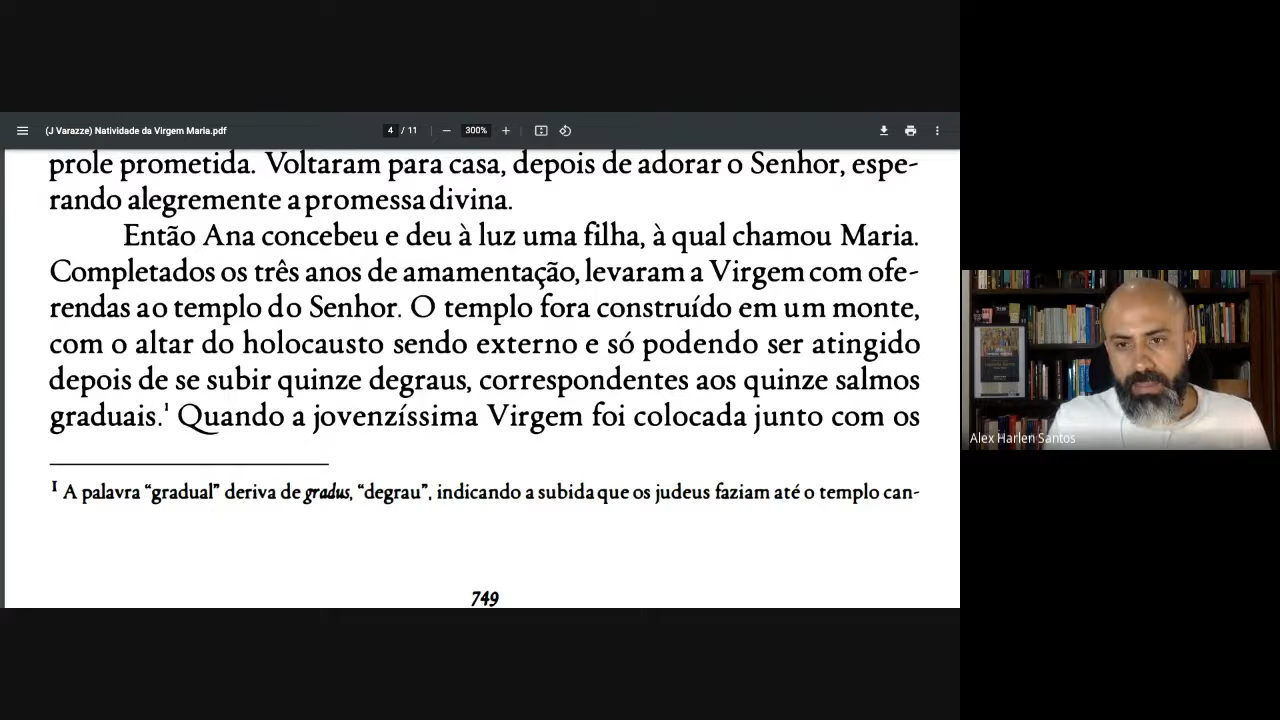 (J Varazze) Natividade da Virgem Maria.pdf
4 / 11
300%
prole prometida. Voltaram para casa, depois de adorar o Senhor, espe-
rando alegremente a promessa divina.
Então Ana concebeu e deu à luz uma filha, à qual chamou Maria.
Completados os três anos de amamentação, levaram a Virgem com ofe-
rendas ao templo do Senhor. O templo fora construído em um monte,
com o altar do holocausto sendo externo e só podendo ser atingido
depois de se subir quinze degraus, correspondentes aos quinze salmos
graduais.¹ Quando a jovenzíssima Virgem foi colocada junto com os
¹ A palavra “gradual” deriva de gradus, “degrau”, indicando a subida que os judeus faziam até o templo can-
749
Alex Harlen Santos